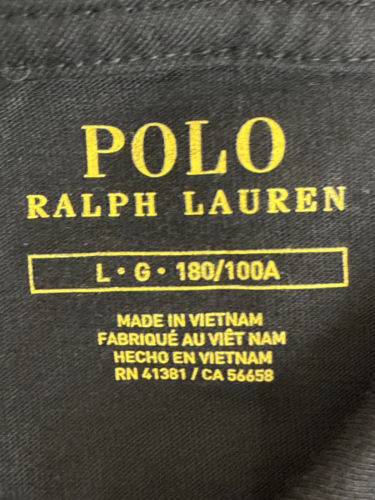 POLO
RALPH LAUREN
L • G • 180/100A
MADE IN VIETNAM
FABRIQUÉ AU VIÊT NAM
HECHO EN VIETNAM
RN 41381 / CA 56658